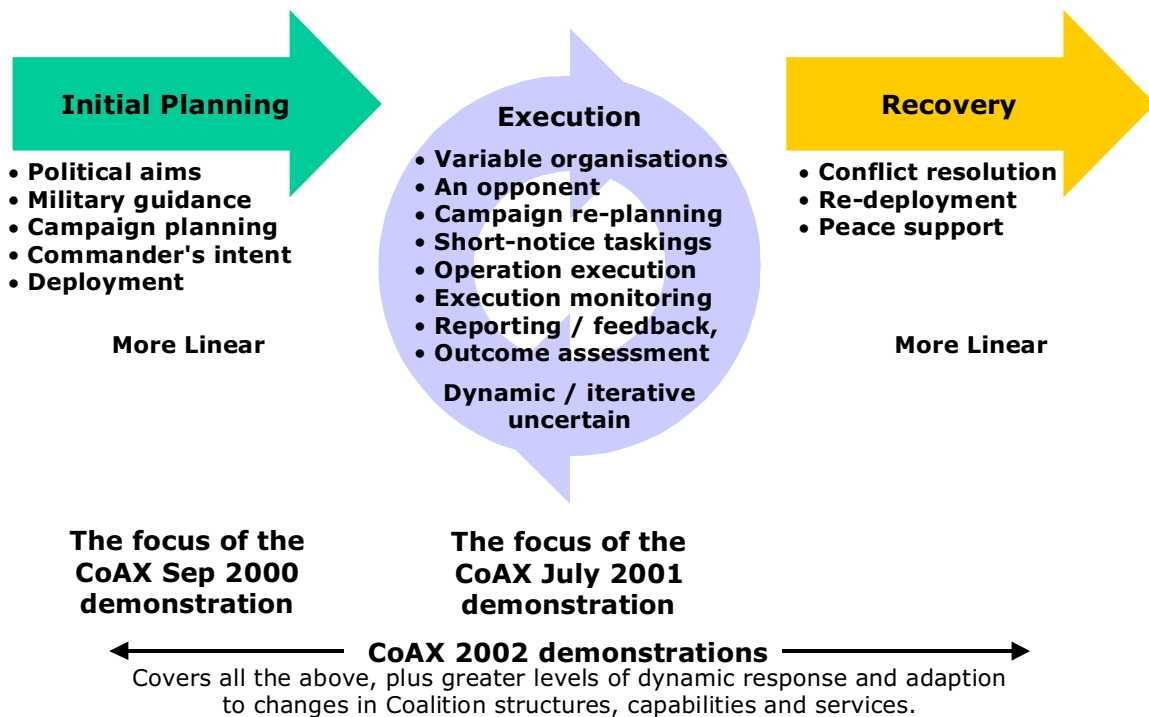 Initial Planning
• Political aims
• Military guidance
• Campaign planning
• Commander's intent
• Deployment
More Linear
Execution
• Variable organisations
• An opponent
• Campaign re-planning
• Short-notice taskings
• Operation execution
• Execution monitoring
• Reporting / feedback,
• Outcome assessment
Dynamic / iterative
uncertain
Recovery
• Conflict resolution
• Re-deployment
• Peace support
More Linear
The focus of the
CoAX Sep 2000
demonstration
The focus of the
CoAX July 2001
demonstration
CoAX 2002 demonstrations
Covers all the above, plus greater levels of dynamic response and adaption
to changes in Coalition structures, capabilities and services.